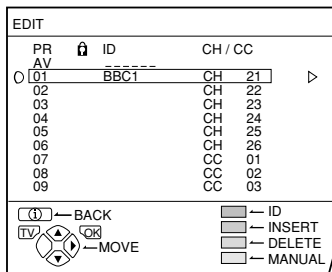 EDIT
PR ID CH / CC
AV _ _ _ _ _ _
01 BBC1 CH 21
02 CH 22
03 CH 23
04 CH 24
05 CH 25
06 CH 26
07 CC 01
08 CC 02
09 CC 03
i BACK
TV OK
MOVE
ID
INSERT
DELETE
MANUAL